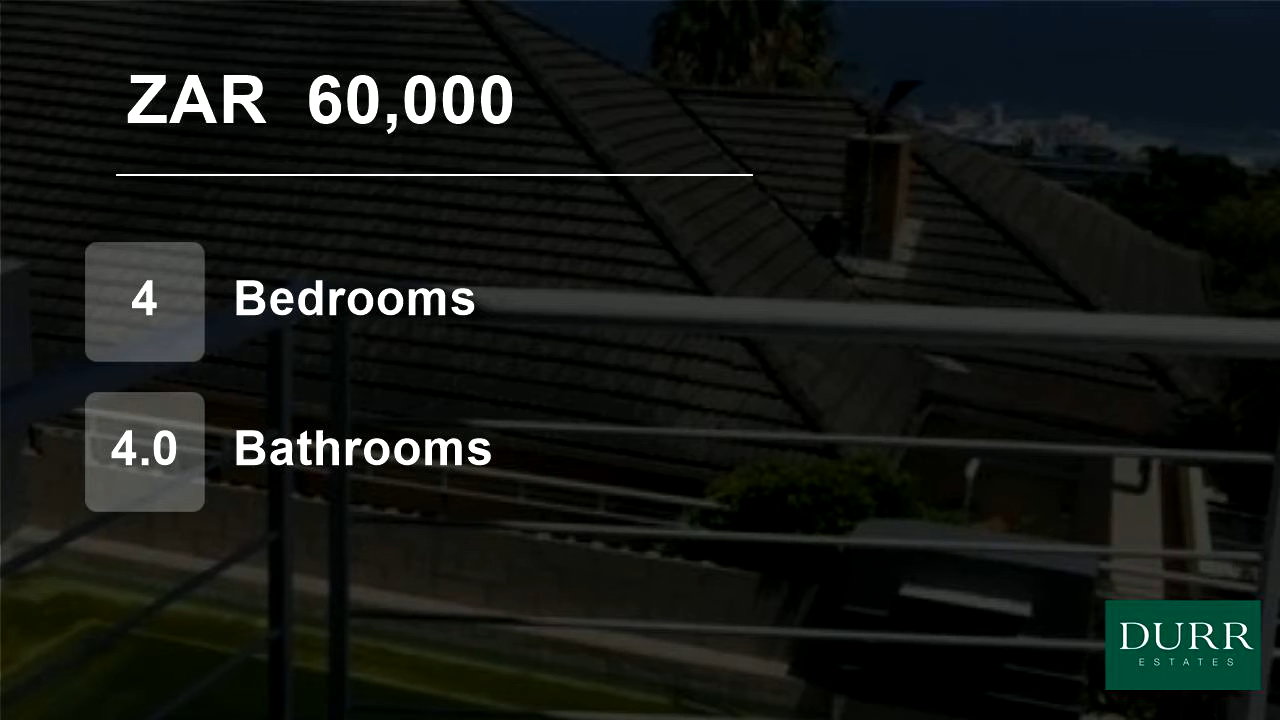 ZAR 60,000
4 Bedrooms
4.0 Bathrooms
DURR
ESTATES